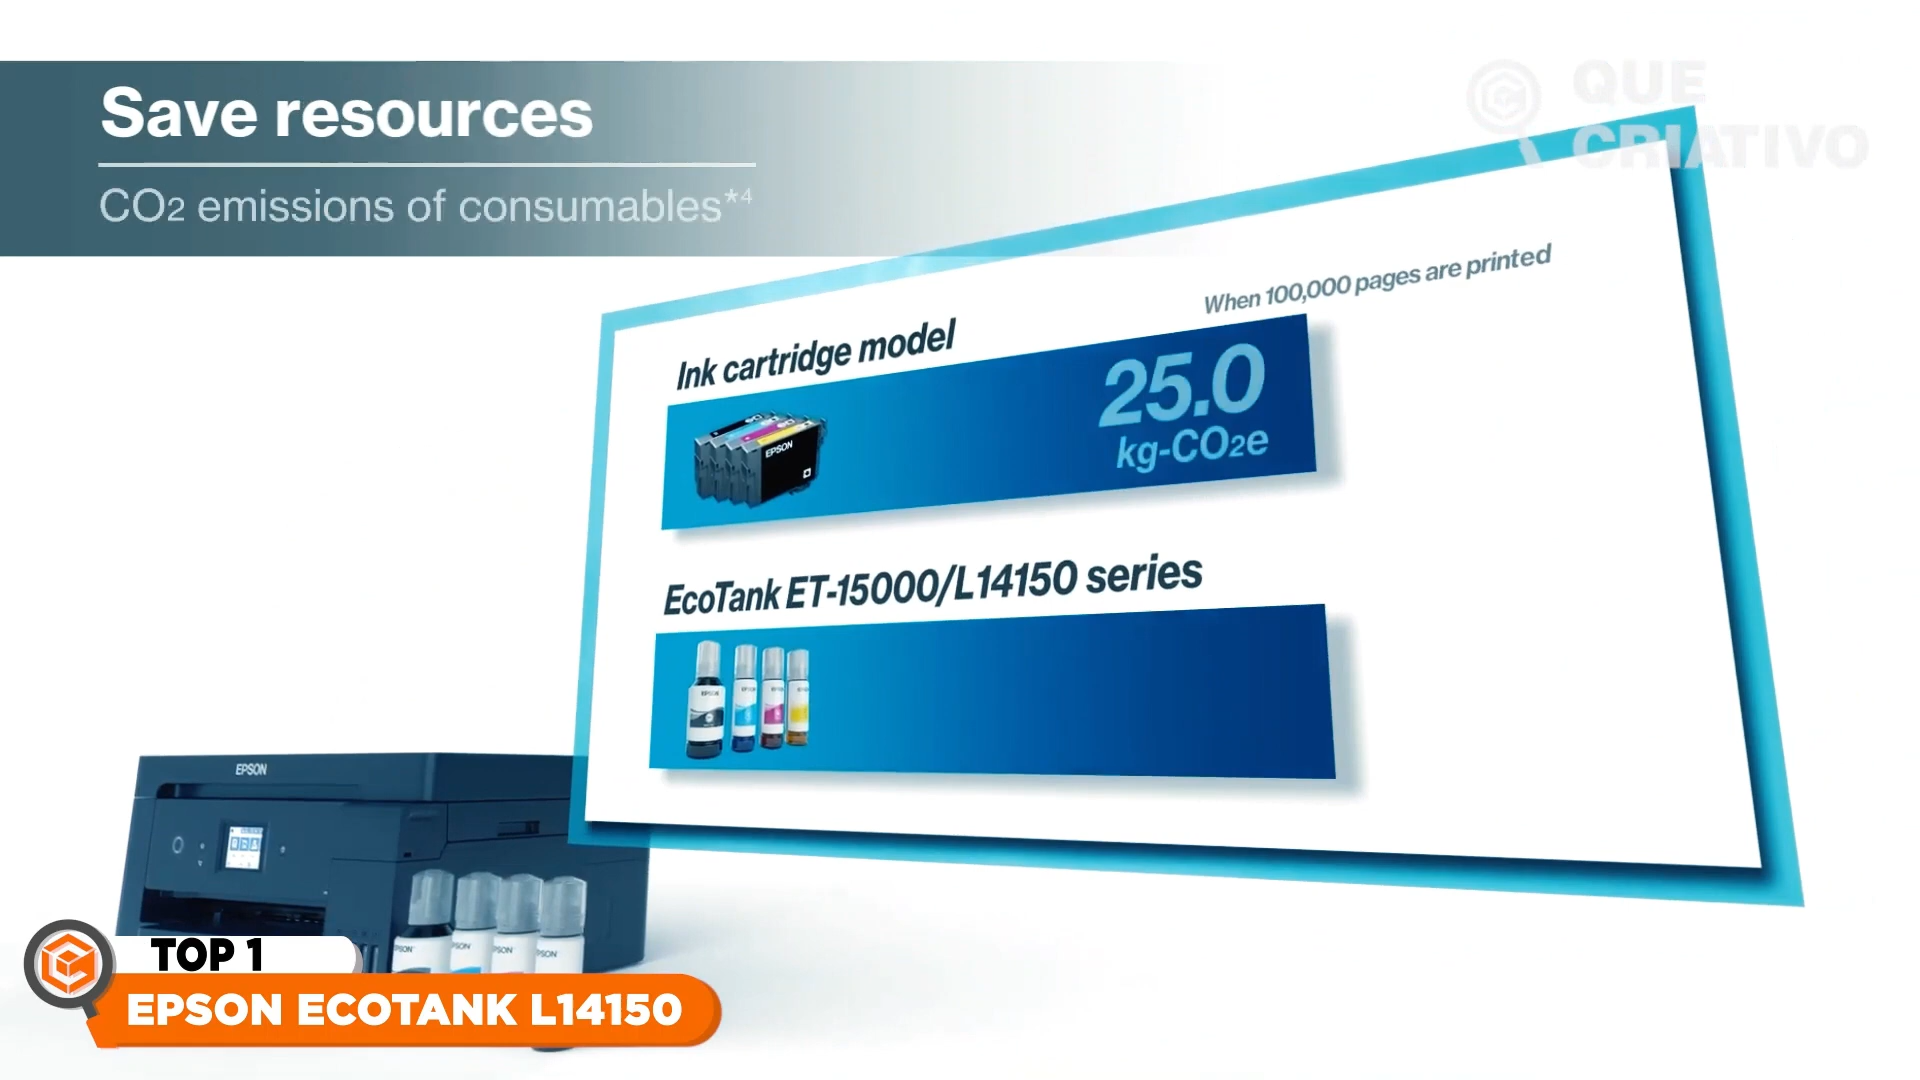 Save resources
CO2 emissions of consumables*4
QUE
CRIATIVO
When 100,000 pages are printed
Ink cartridge model
25.0
kg-CO2e
EPSON
EcoTank ET-15000/L14150 series
EPSON
TOP 1
EPSON ECOTANK L14150